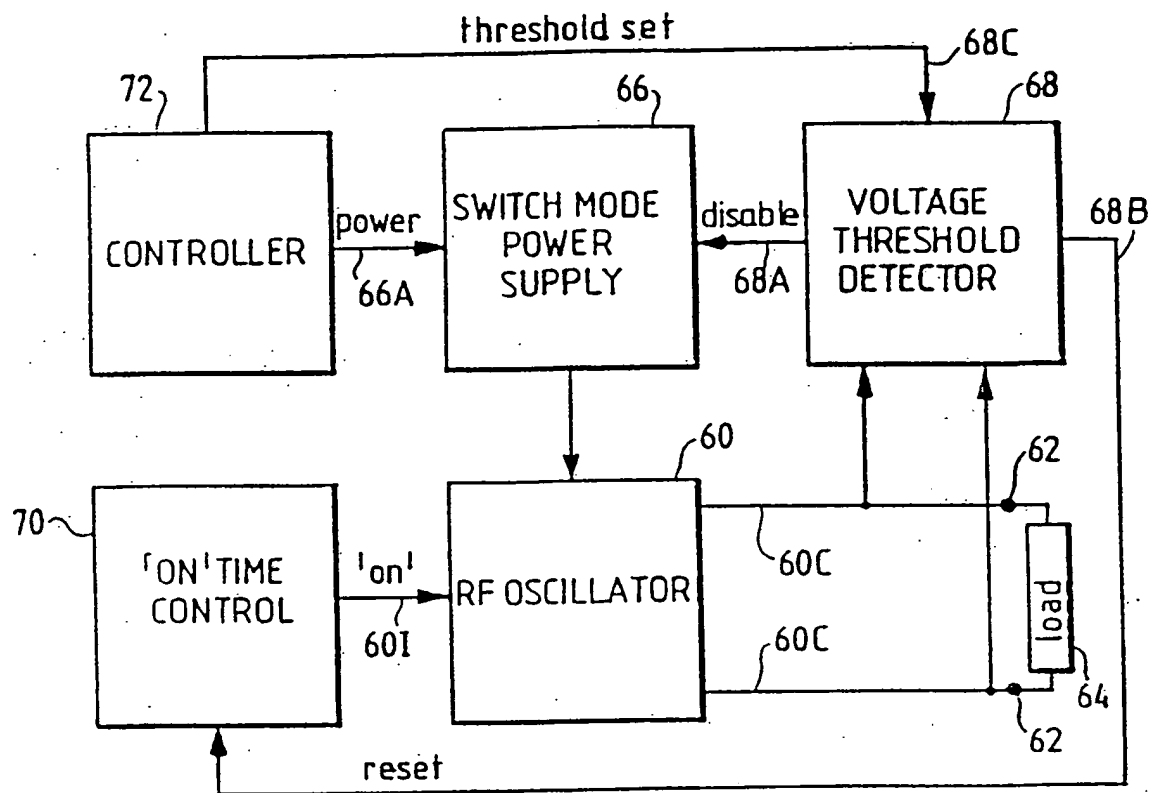 threshold set
68C
72
66
68
CONTROLLER
power
66A
SWITCH MODE
POWER
SUPPLY
disable
68A
VOLTAGE
THRESHOLD
DETECTOR
68B
60
62
70
'ON' TIME
CONTROL
'on'
60I
RF OSCILLATOR
60C
60C
load
64
62
reset